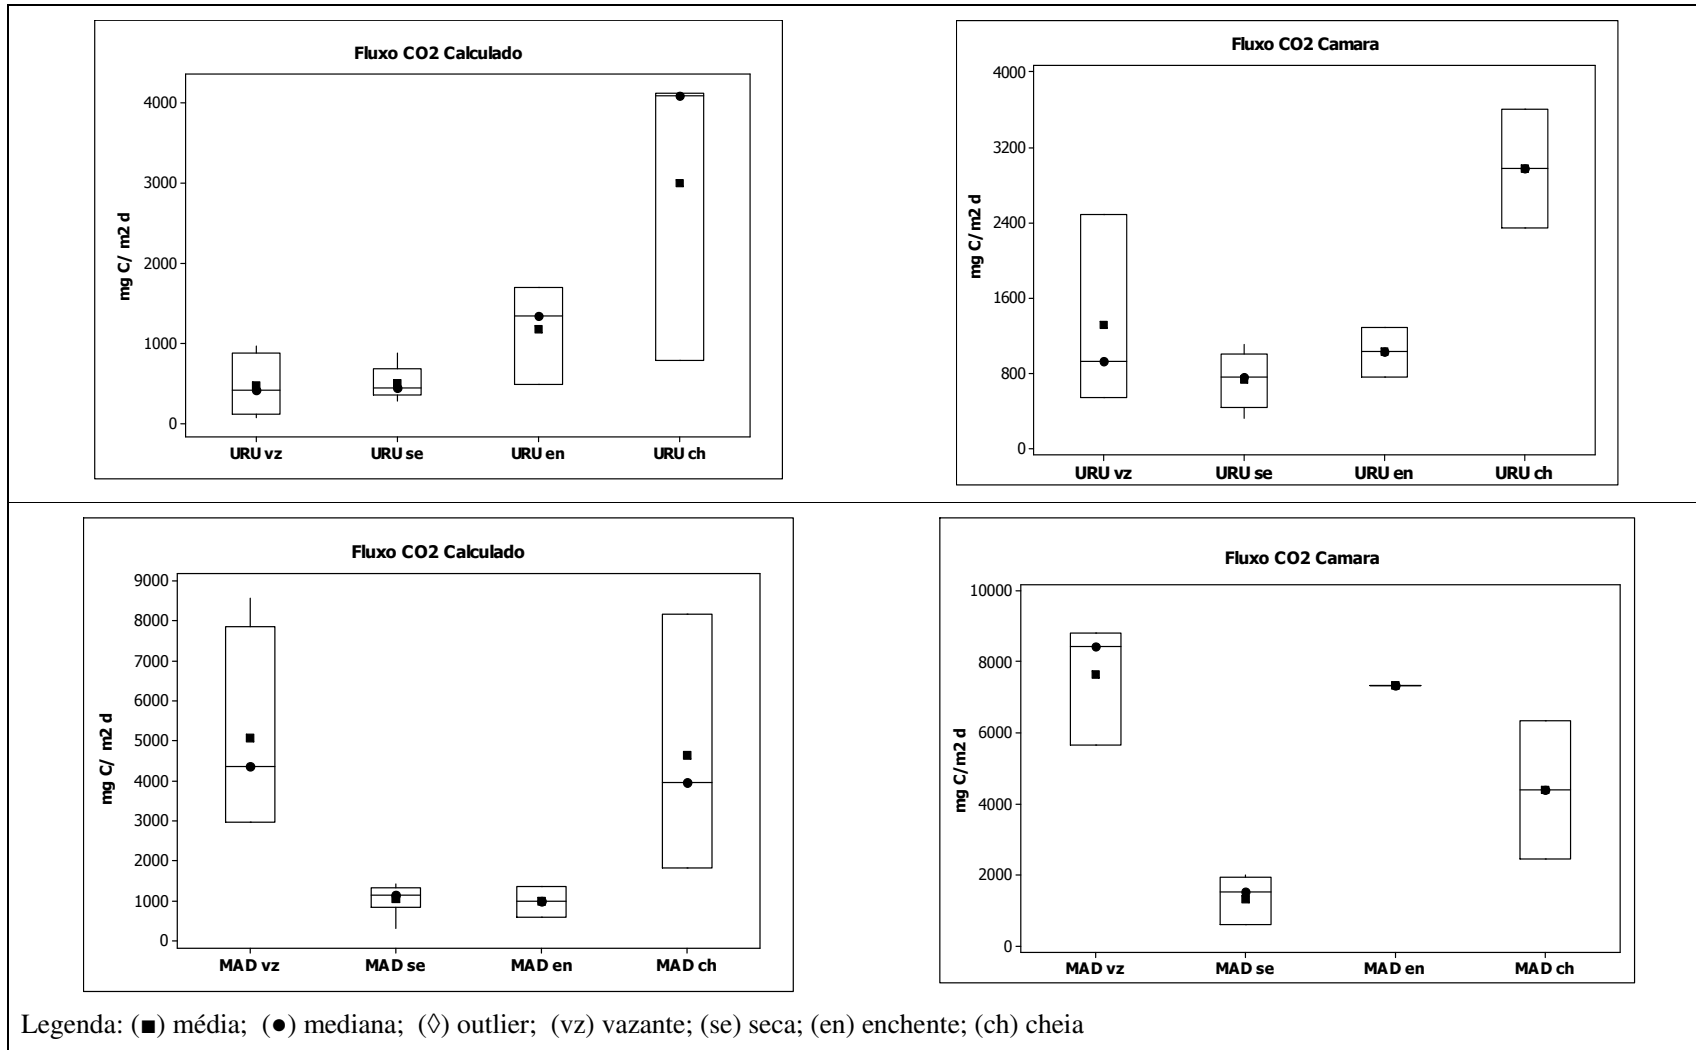 Fluxo CO2 Calculado
4000
3000
2000
1000
0
mg C/ m2 d
URU vz URU se URU en URU ch
Fluxo CO2 Camara
4000
3200
2400
1600
800
0
mg C/m2 d
URU vz URU se URU en URU ch
Fluxo CO2 Calculado
9000
8000
7000
6000
5000
4000
3000
2000
1000
0
mg C/ m2 d
MAD vz MAD se MAD en MAD ch
Fluxo CO2 Camara
10000
8000
6000
4000
2000
0
mg C/m2 d
MAD vz MAD se MAD en MAD ch
Legenda: (■) média; (●) mediana; (◊) outlier; (vz) vazante; (se) seca; (en) enchente; (ch) cheia